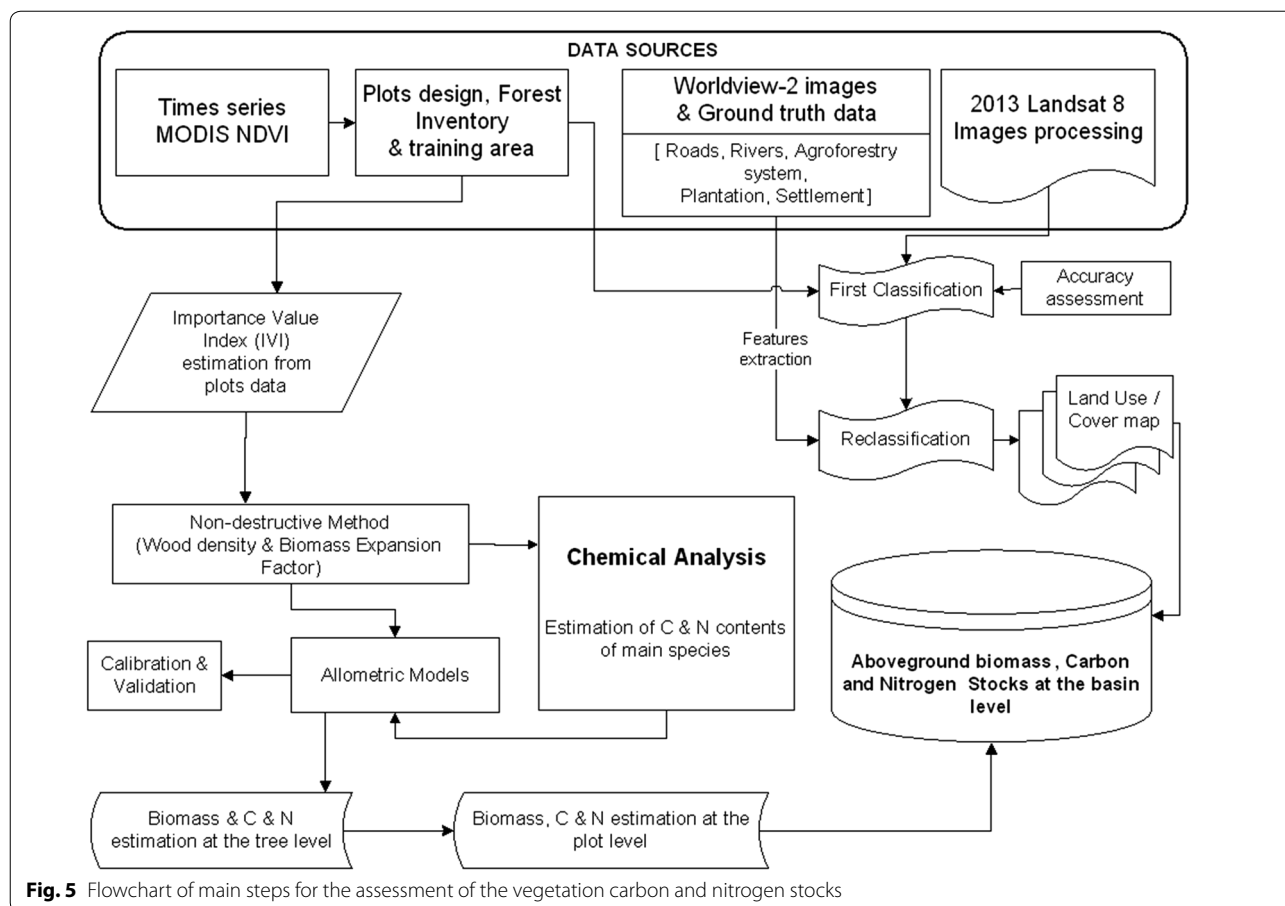 DATA SOURCES
Times series
MODIS NDVI
Plots design, Forest
Inventory
& training area
Worldview-2 images
& Ground truth data
[ Roads, Rivers, Agroforestry
system,
Plantation, Settlement]
2013 Landsat 8
Images processing
First Classification
Accuracy
assessment
Importance Value
Index (IVI)
estimation from
plots data
Features
extraction
Reclassification
Land Use /
Cover map
Non-destructive Method
(Wood density & Biomass Expansion
Factor)
Chemical Analysis
Estimation of C & N contents
of main species
Calibration &
Validation
Allometric Models
Aboveground biomass , Carbon
and Nitrogen Stocks at the basin
level
Biomass & C & N
estimation at the tree level
Biomass, C & N estimation at the
plot level
Fig. 5 Flowchart of main steps for the assessment of the vegetation carbon and nitrogen stocks